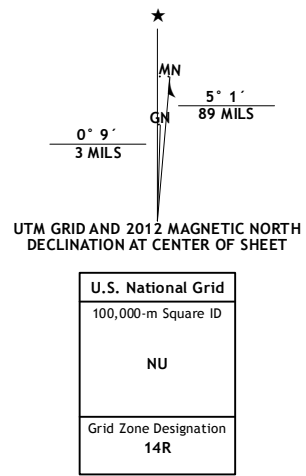 MN
5° 1´
89 MILS
GN
0° 9´
3 MILS
UTM GRID AND 2012 MAGNETIC NORTH
DECLINATION AT CENTER OF SHEET
U.S. National Grid
100,000-m Square ID
NU
Grid Zone Designation
14R